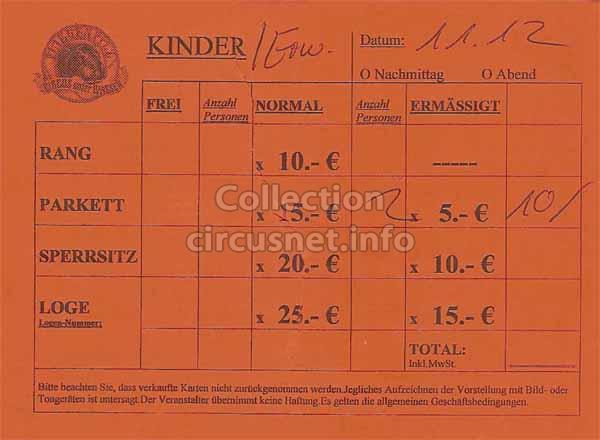 KINDER /Erw. Datum: 11.12
O Nachmittag O Abend
FREI Anzahl Personen NORMAL Anzahl Personen ERMÄSSIGT
RANG x 10.- € -----
PARKETT x 15.- € 2 x 5.- € 10/
SPERRSITZ x 20.- € x 10.- €
LOGE x 25.- € x 15.- €
Logen-Nummer:
TOTAL:
Inkl.MwSt.
Bitte beachten Sie, dass verkaufte Karten nicht zurückgenommen werden.Jegliches Aufzeichnen der Vorstellung mit Bild- oder
Tongeräten ist untersagt.Der Veranstalter übernimmt keine Haftung.Es gelten die allgemeinen Geschäftsbedingungen.
Collection
circusnet.info